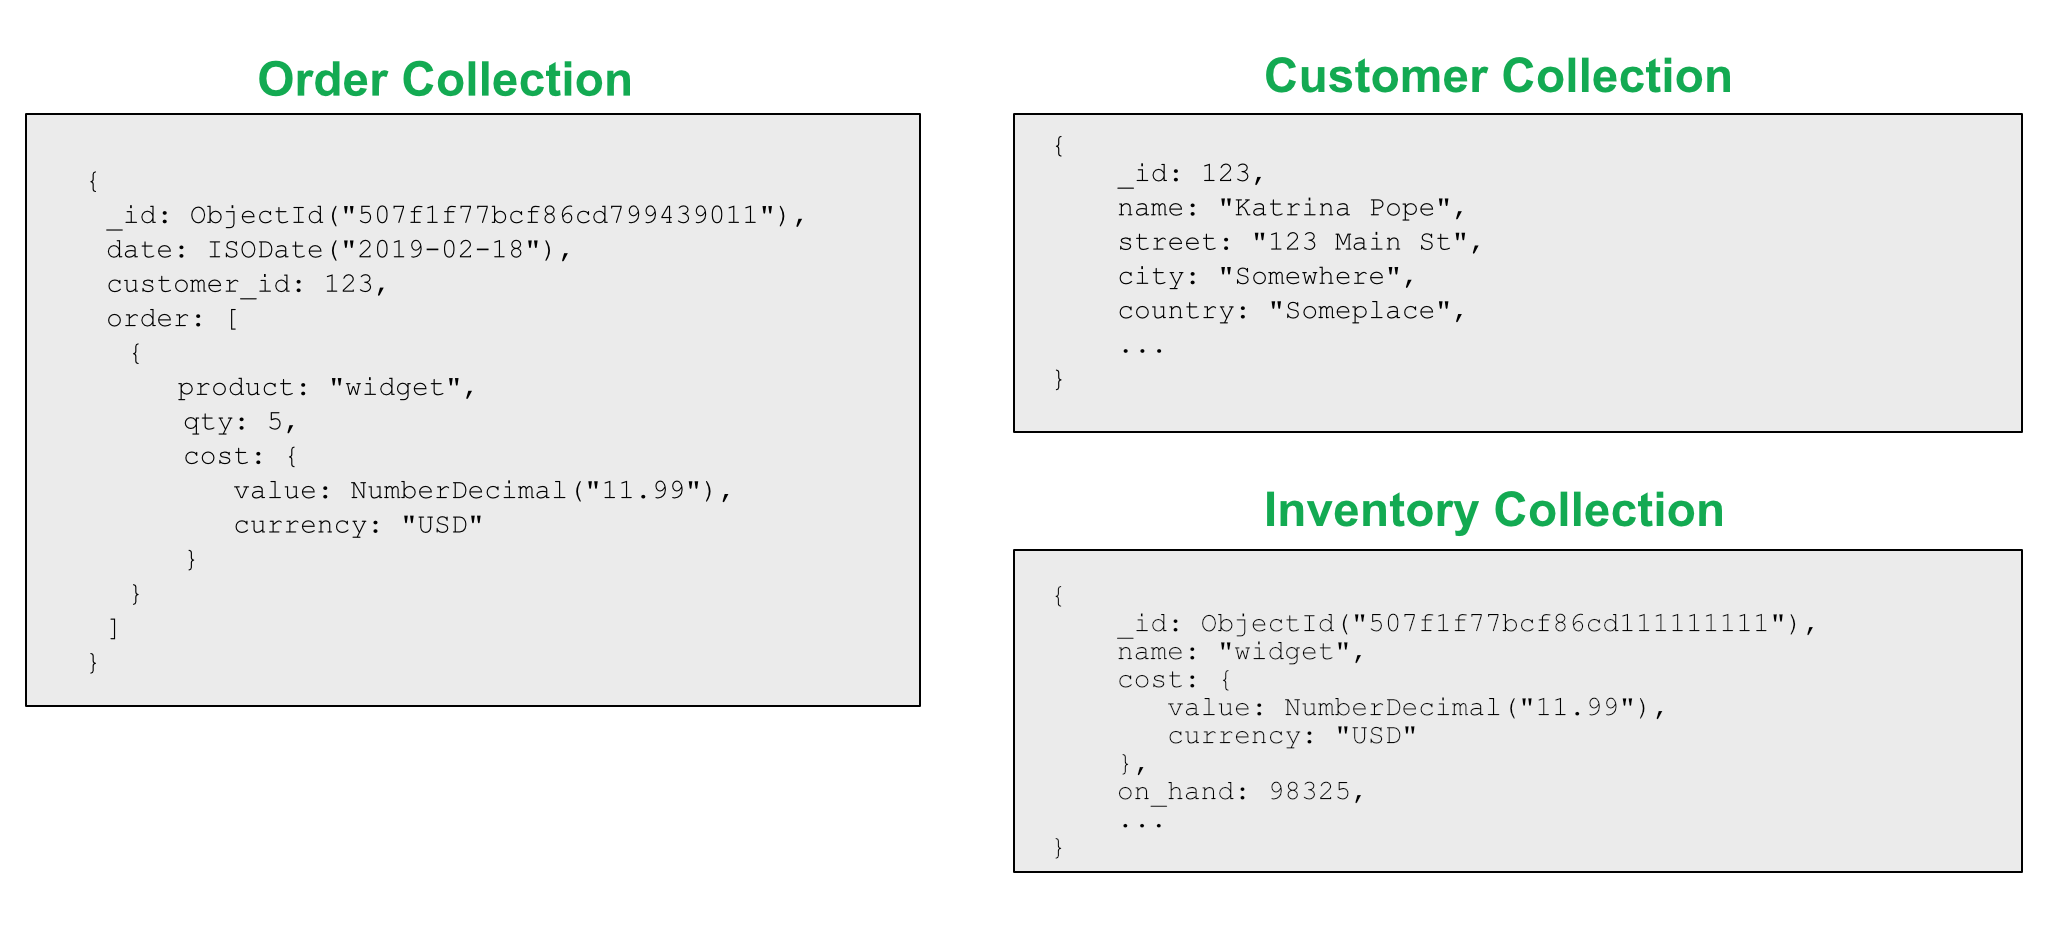 Order Collection
{
_id: ObjectId("507f1f77bcf86cd799439011"),
date: ISODate("2019-02-18"),
customer_id: 123,
order: [
{
product: "widget",
qty: 5,
cost: {
value: NumberDecimal("11.99"),
currency: "USD"
}
}
]
}
Customer Collection
{
_id: 123,
name: "Katrina Pope",
street: "123 Main St",
city: "Somewhere",
country: "Someplace",
...
}
Inventory Collection
{
_id: ObjectId("507f1f77bcf86cd111111111"),
name: "widget",
cost: {
value: NumberDecimal("11.99"),
currency: "USD"
},
on_hand: 98325,
...
}